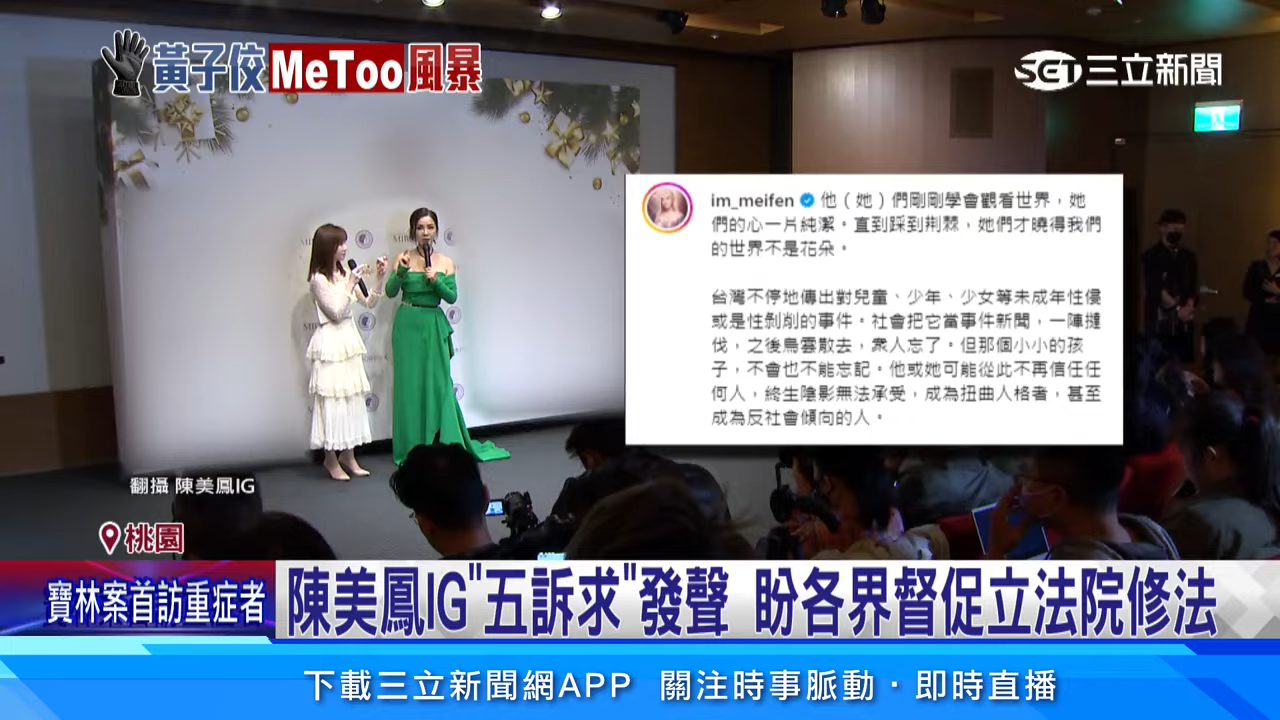 黃子佼MeToo風暴
SET三立新聞
im_meifen 他（她）們剛剛學會觀看世界，她
們的心一片純潔。直到踩到荆棘，她們才曉得我們
的世界不是花朵。
台灣不停地傳出對兒童、少年、少女等未成年性侵
或是性剝削的事件。社會把它當事件新聞，一陣撻
伐，之後烏雲散去，衆人忘了。但那個小小的孩
子，不會也不能忘記。他或她可能從此不再信任任
何人，終生陰影無法承受，成為扭曲人格者，甚至
成為反社會傾向的人。
翻攝 陳美鳳IG
桃園
寶林案首訪重症者
陳美鳳IG"五訴求"發聲 盼各界督促立法院修法
下載三立新聞網APP 關注時事脈動．即時直播